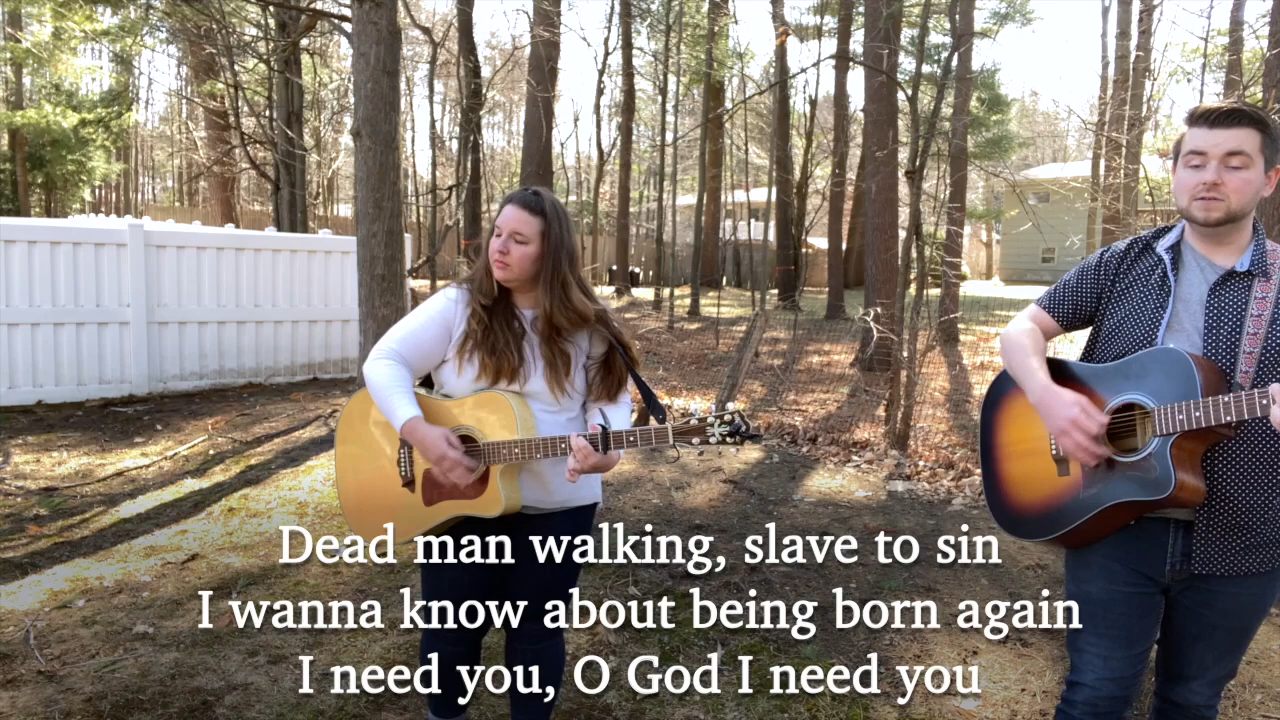 Dead man walking, slave to sin
I wanna know about being born again
I need you, O God I need you